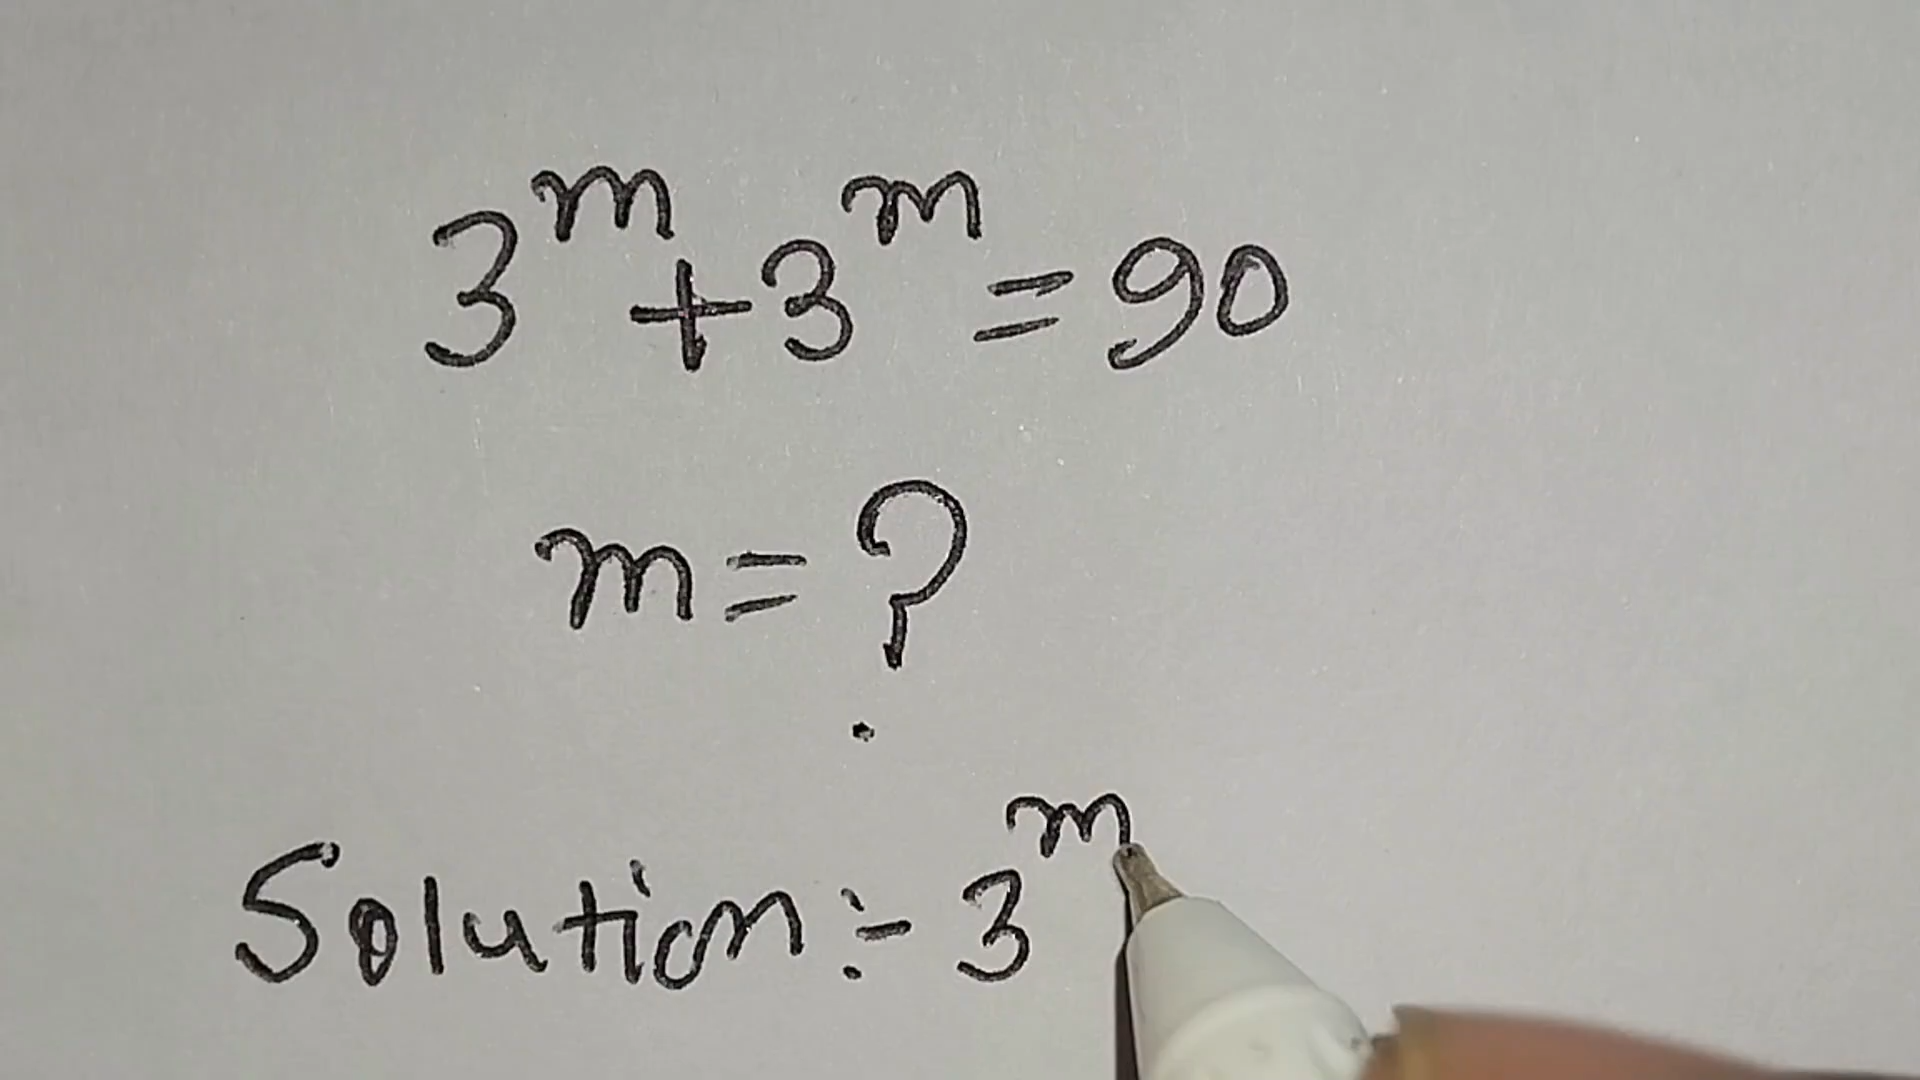 3^m + 3^m = 90
m = ?
Solution :- 3^m